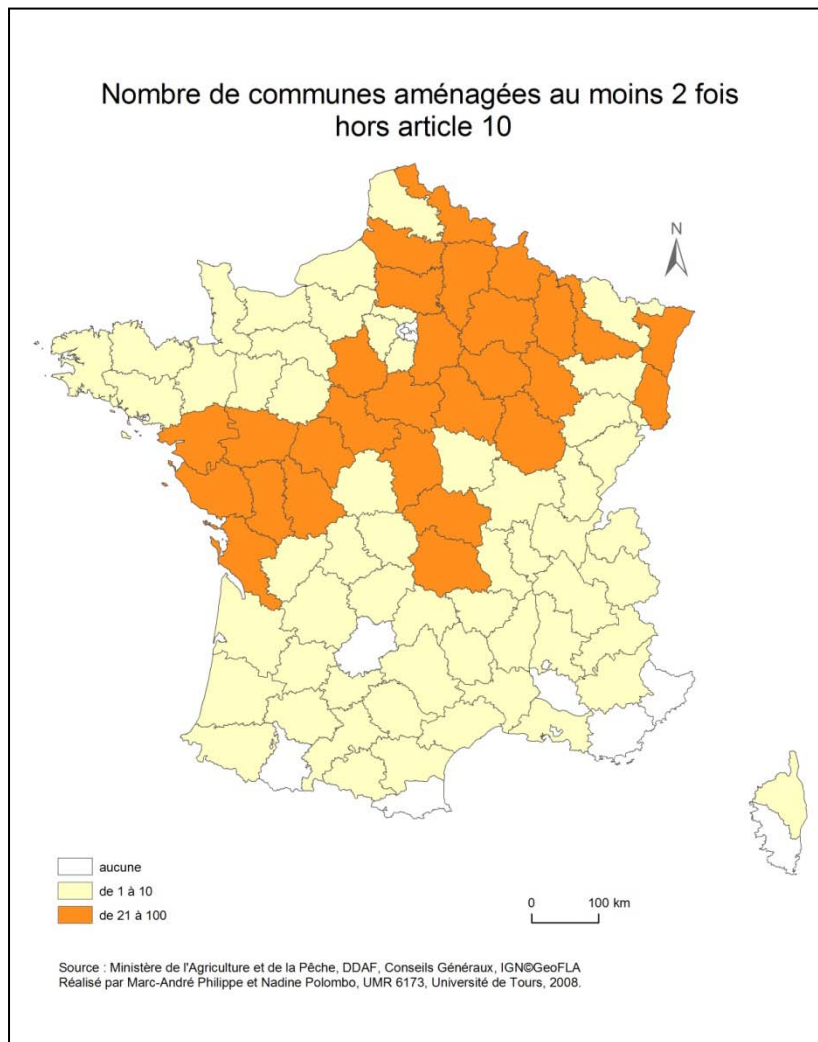 Nombre de communes aménagées au moins 2 fois
hors article 10
N
aucune
de 1 à 10
de 21 à 100
0 100 km
Source : Ministère de l'Agriculture et de la Pêche, DDAF, Conseils Généraux, IGN©GeoFLA
Réalisé par Marc-André Philippe et Nadine Polombo, UMR 6173, Université de Tours, 2008.